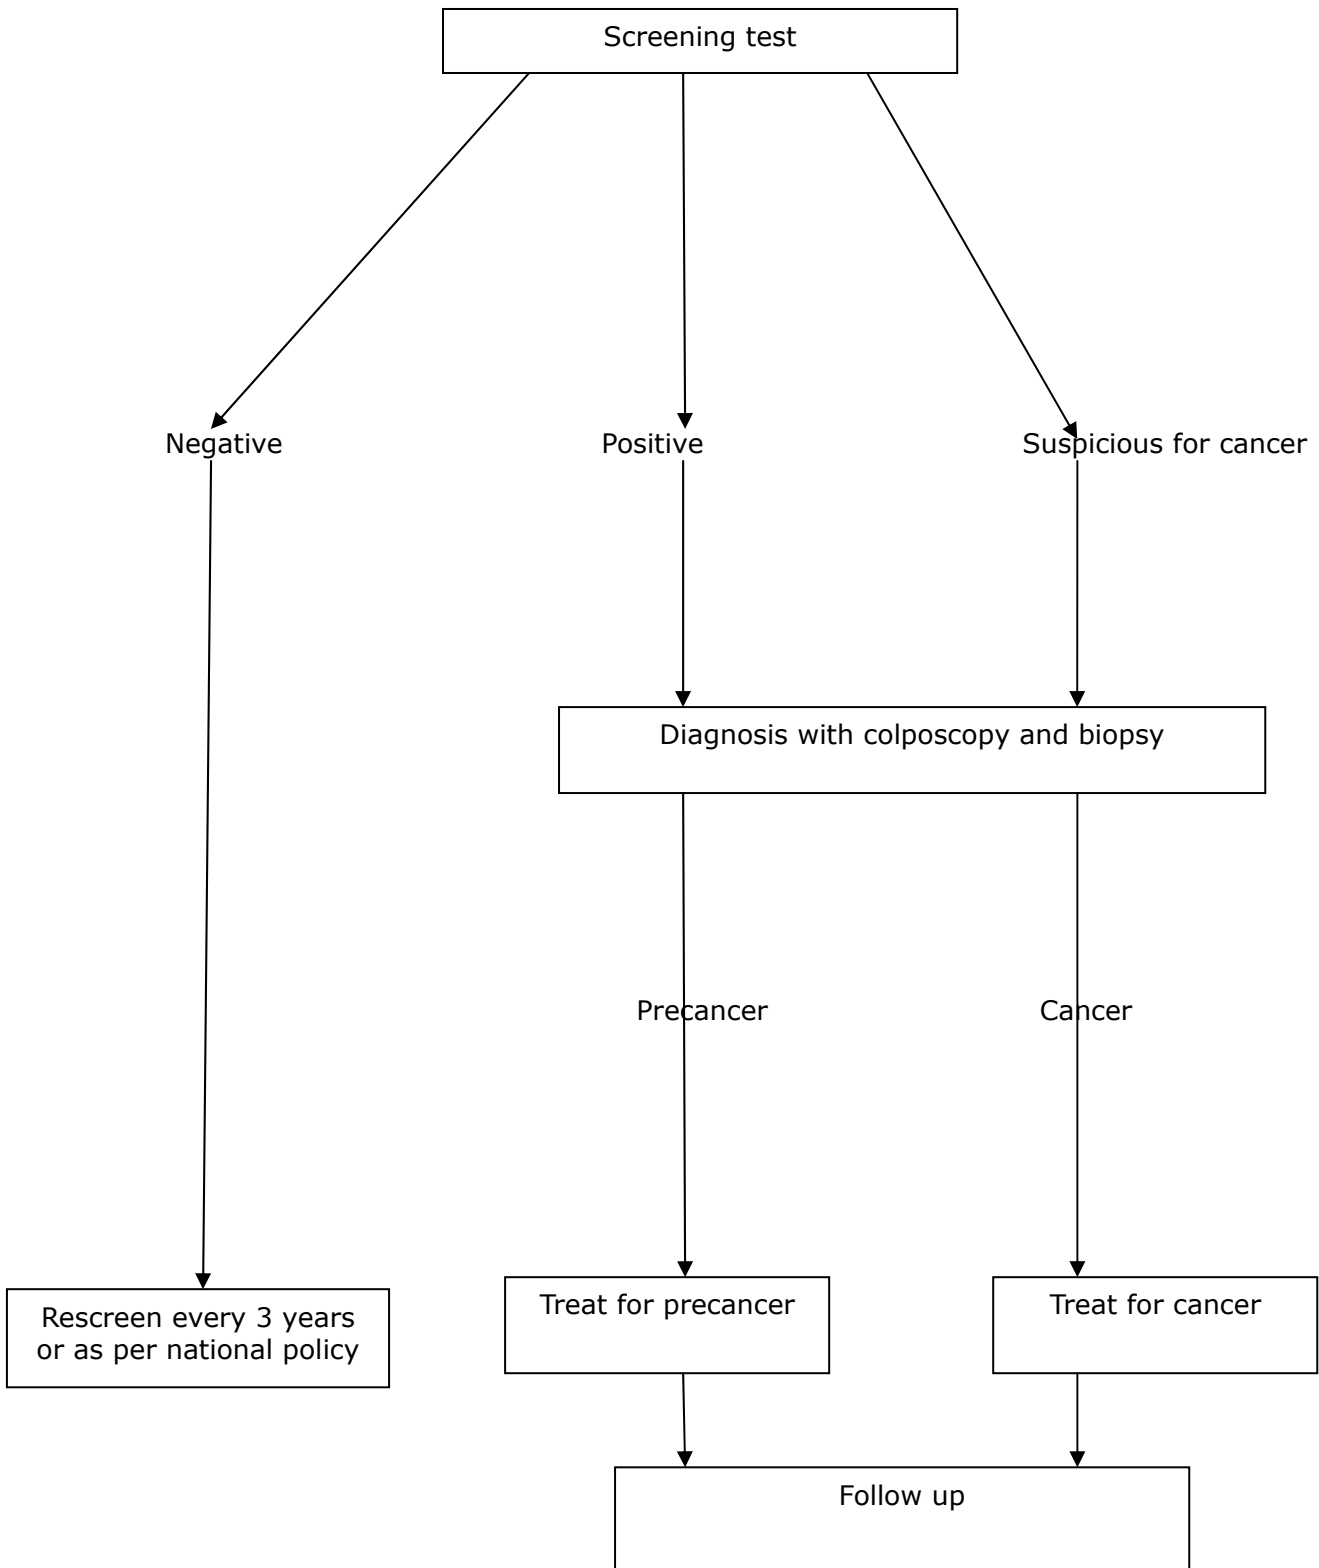 Screening test
Negative
Positive
Suspicious for cancer
Diagnosis with colposcopy and biopsy
Precancer
Cancer
Rescreen every 3 years
or as per national policy
Treat for precancer
Treat for cancer
Follow up